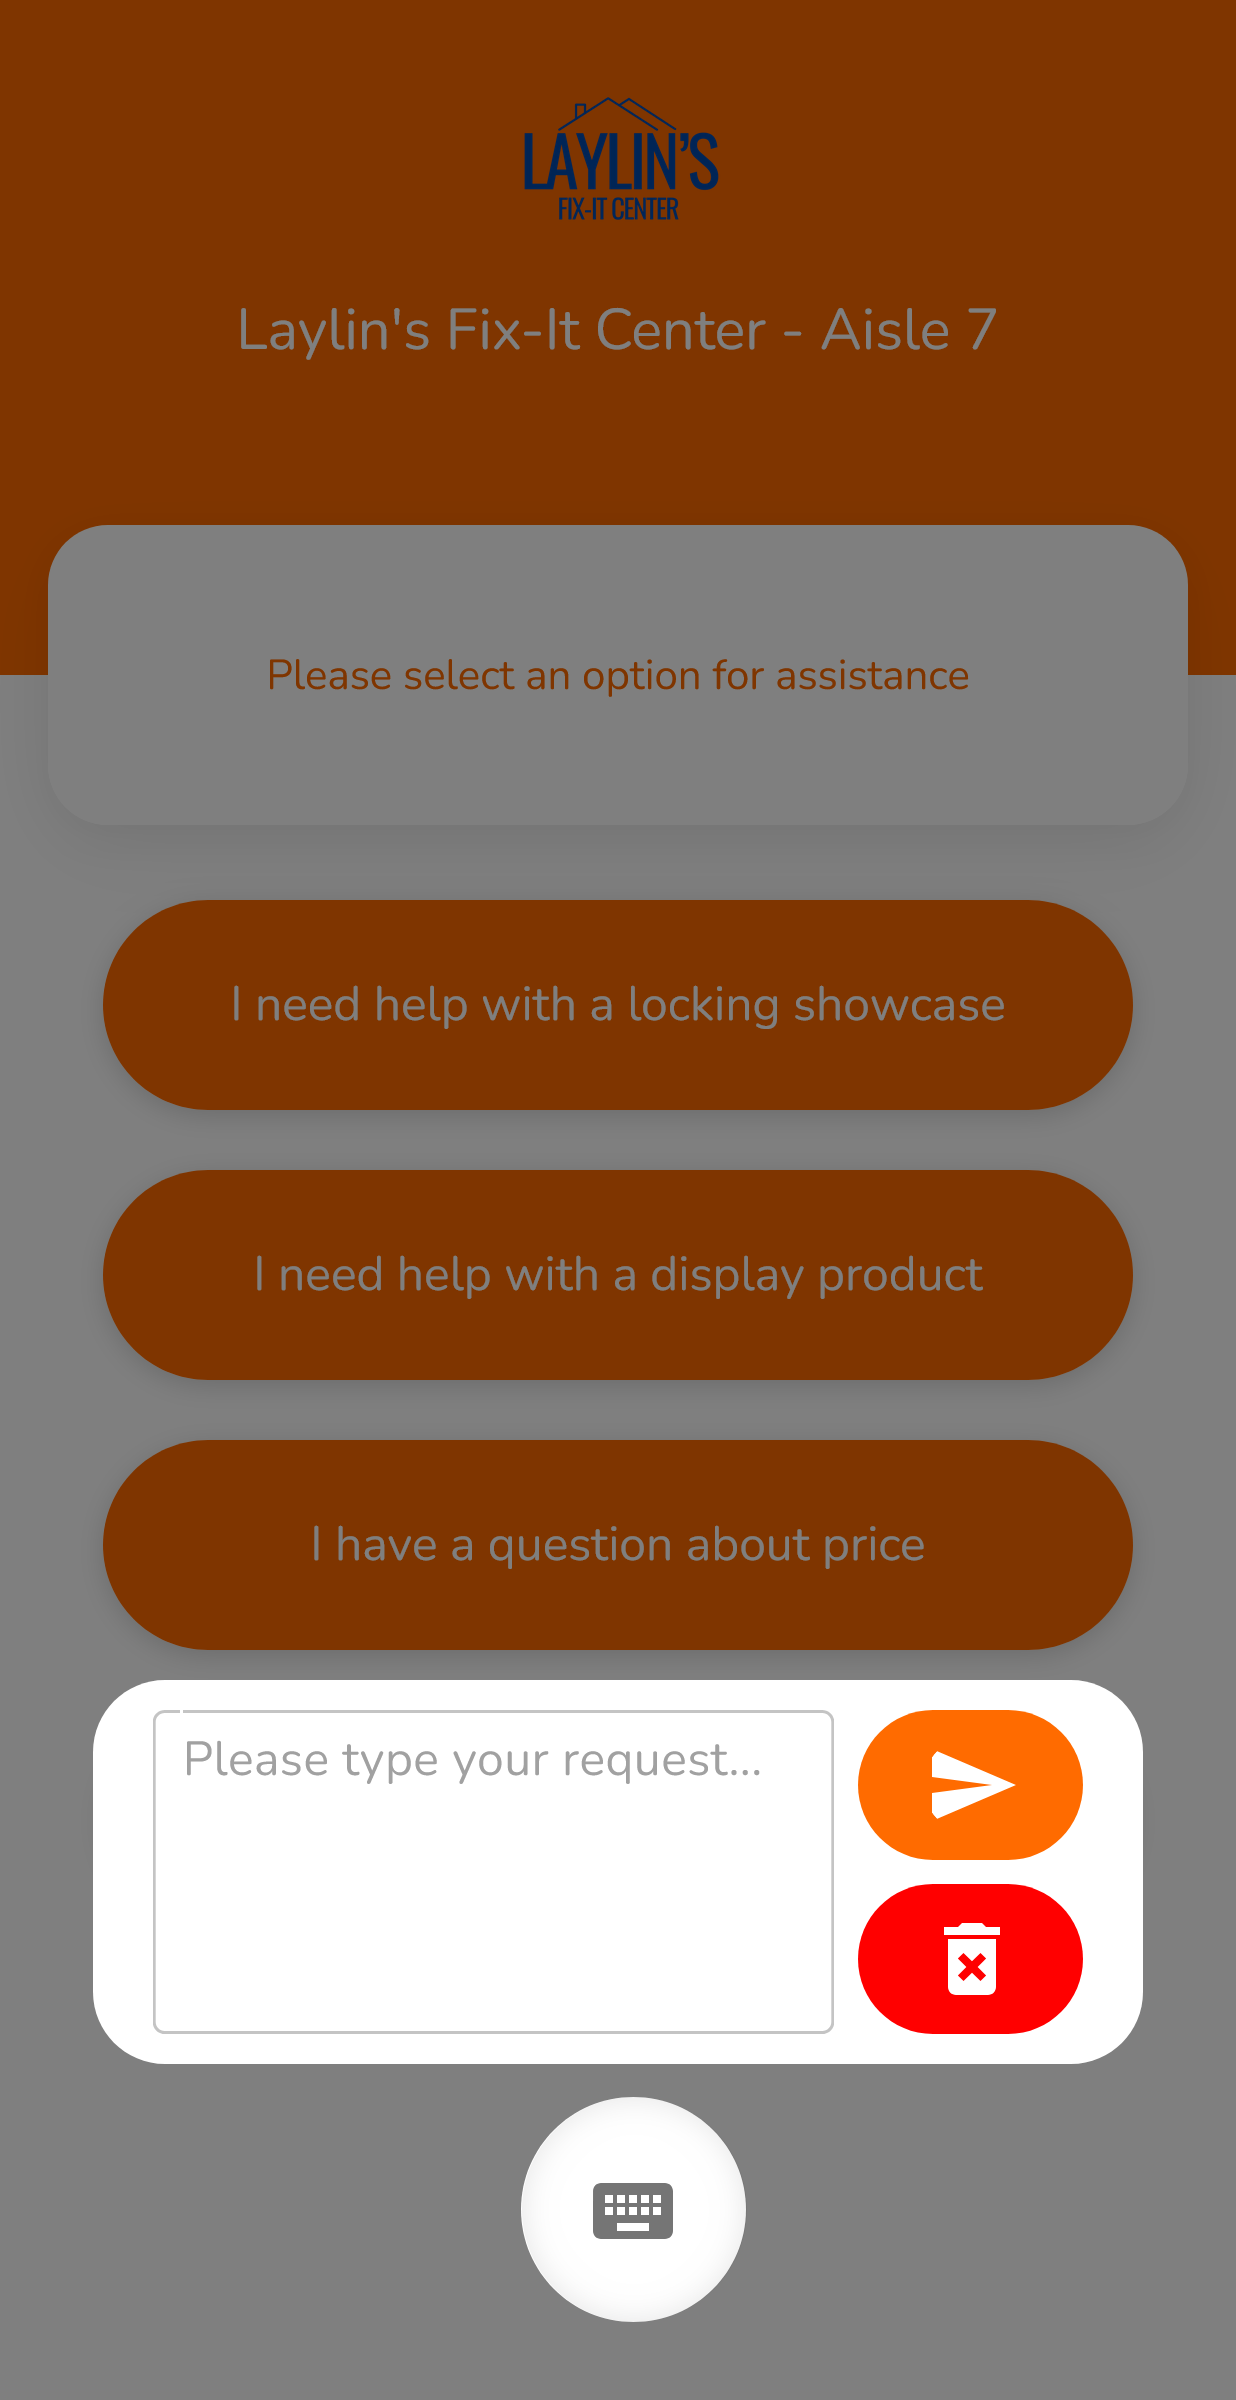 LAYLIN'S
FIX-IT CENTER
Laylin's Fix-It Center - Aisle 7
Please select an option for assistance
I need help with a locking showcase
I need help with a display product
I have a question about price
Please type your request...